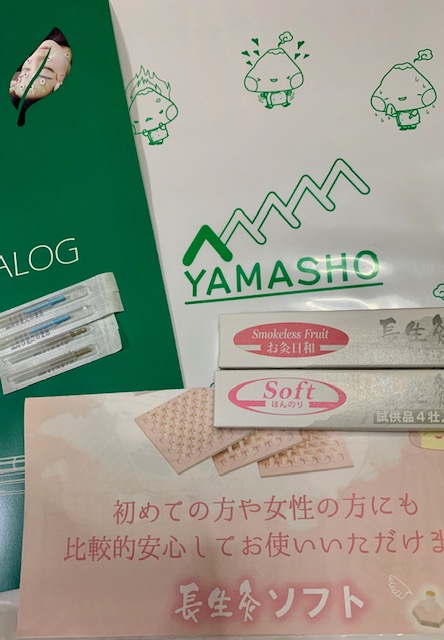 ALOG
YAMASHO
Smokeless Fruit
お灸日和
長生灸
Soft
ほんのり
試供品4壮入
初めての方や女性の方にも
比較的安心してお使いいただけま
長生灸ソフト